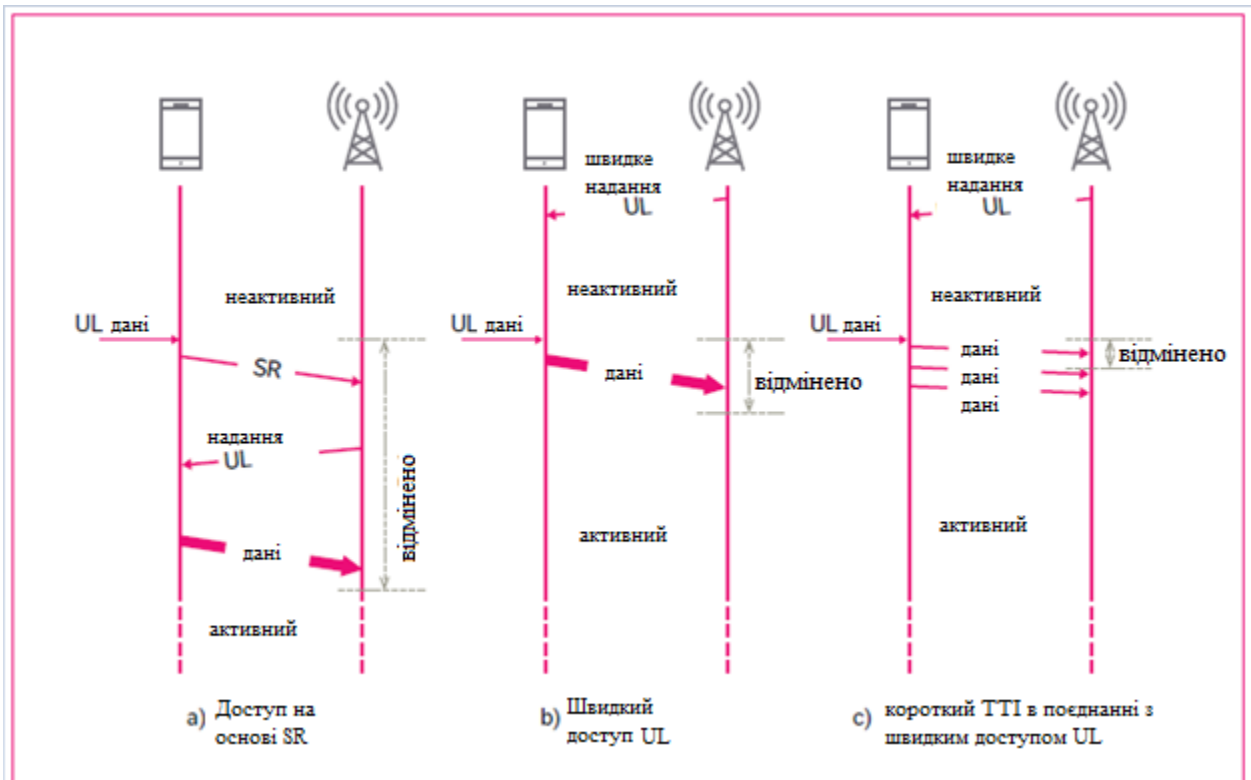 неактивний
UL дані
SR
надання
UL
дані
відмінено
активний
а) Доступ на
основі SR
швидке
надання
UL
неактивний
UL дані
дані
відмінено
активний
b) Швидкий
доступ UL
швидке
надання
UL
неактивний
UL дані
дані
дані
дані
відмінено
активний
c) короткий ТТІ в поєднанні з
швидким доступом UL